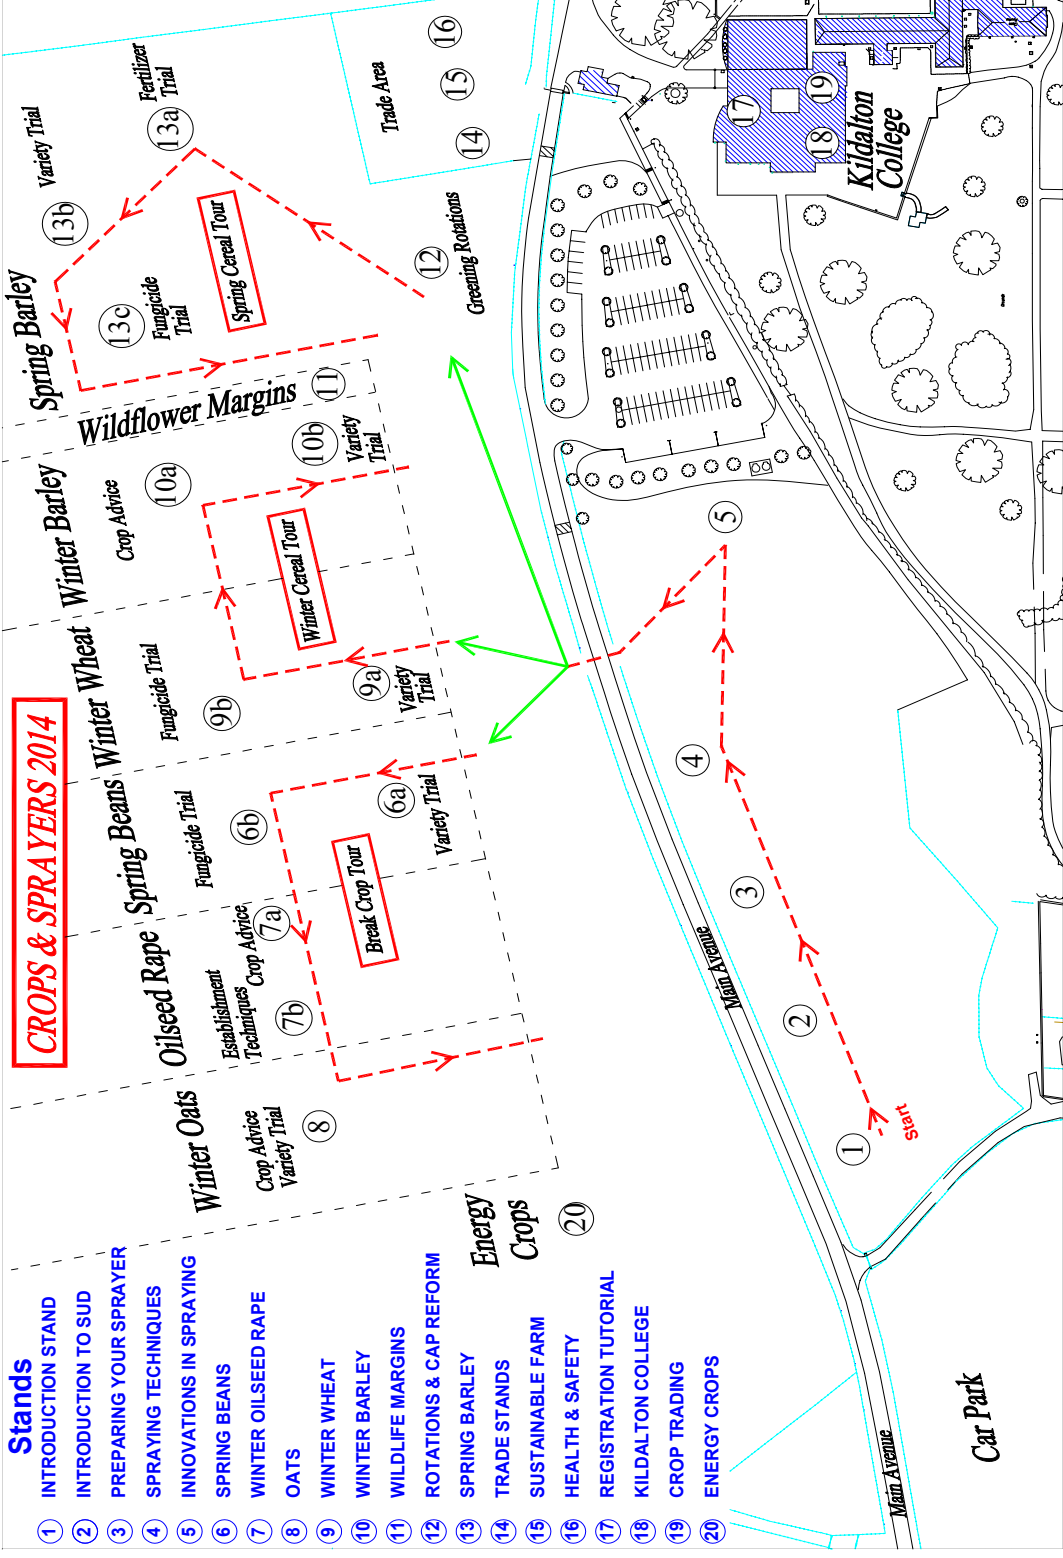 CROPS & SPRAYERS 2014
Stands
1 INTRODUCTION STAND
2 INTRODUCTION TO SUD
3 PREPARING YOUR SPRAYER
4 SPRAYING TECHNIQUES
5 INNOVATIONS IN SPRAYING
6 SPRING BEANS
7 WINTER OILSEED RAPE
8 OATS
9 WINTER WHEAT
10 WINTER BARLEY
11 WILDLIFE MARGINS
12 ROTATIONS & CAP REFORM
13 SPRING BARLEY
14 TRADE STANDS
15 SUSTAINABLE FARM
16 HEALTH & SAFETY
17 REGISTRATION TUTORIAL
18 KILDALTON COLLEGE
19 CROP TRADING
20 ENERGY CROPS
Winter Oats
Crop Advice
Variety Trial
8
Energy
Crops
20
Oilseed Rape
Establishment
Techniques
7b
Crop Advice
7a
Spring Beans
Fungicide Trial
6b
Break Crop Tour
6a
Variety Trial
Winter Wheat
Fungicide Trial
9b
9a
Variety
Trial
Winter Cereal Tour
Winter Barley
Crop Advice
10a
10b
Variety
Trial
Wildflower Margins
11
Spring Barley
13c
Fungicide
Trial
13b
Variety Trial
13a
Fertilizer
Trial
Spring Cereal Tour
12
Greening Rotations
Trade Area
14
15
16
Main Avenue
Main Avenue
Car Park
Start
1
2
3
4
5
17
18
19
Kildalton
College